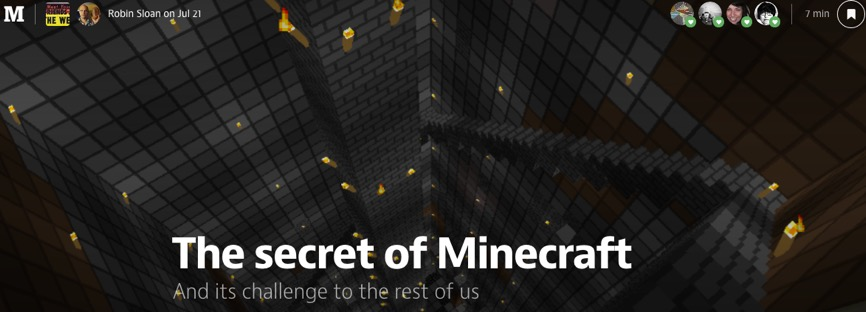 M
Robin Sloan on Jul 21
7 min
The secret of Minecraft
And its challenge to the rest of us